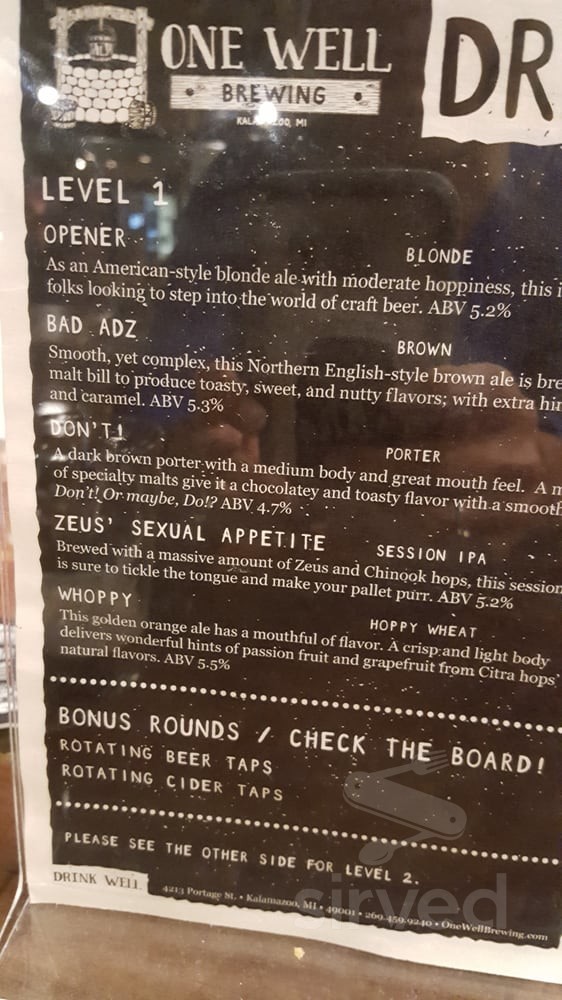 ONE WELL
BREWING
KALAMAZOO, MI
DR
LEVEL 1
OPENER
BLONDE
As an American-style blonde ale with moderate hoppiness, this i
folks looking to step into the world of craft beer. ABV 5.2%
BAD ADZ
BROWN
Smooth, yet complex, this Northern English-style brown ale is bre
malt bill to produce toasty, sweet, and nutty flavors; with extra hin
and caramel. ABV 5.3%
DON'T!
PORTER
A dark brown porter with a medium body and great mouth feel. A m
of specialty malts give it a chocolatey and toasty flavor with a smooth
Don't! Or maybe, Do!? ABV 4.7%
ZEUS' SEXUAL APPETITE
SESSION IPA
Brewed with a massive amount of Zeus and Chinook hops, this session
is sure to tickle the tongue and make your pallet purr. ABV 5.2%
WHOPPY
HOPPY WHEAT
This golden orange ale has a mouthful of flavor. A crisp and light body
delivers wonderful hints of passion fruit and grapefruit from Citra hops'
natural flavors. ABV 5.5%
BONUS ROUNDS / CHECK THE BOARD!
ROTATING BEER TAPS
ROTATING CIDER TAPS
PLEASE SEE THE OTHER SIDE FOR LEVEL 2.
DRINK WELL
4213 Portage St. • Kalamazoo, MI • 49001 • 269.459.9240 • OneWellBrewing.com
sirved